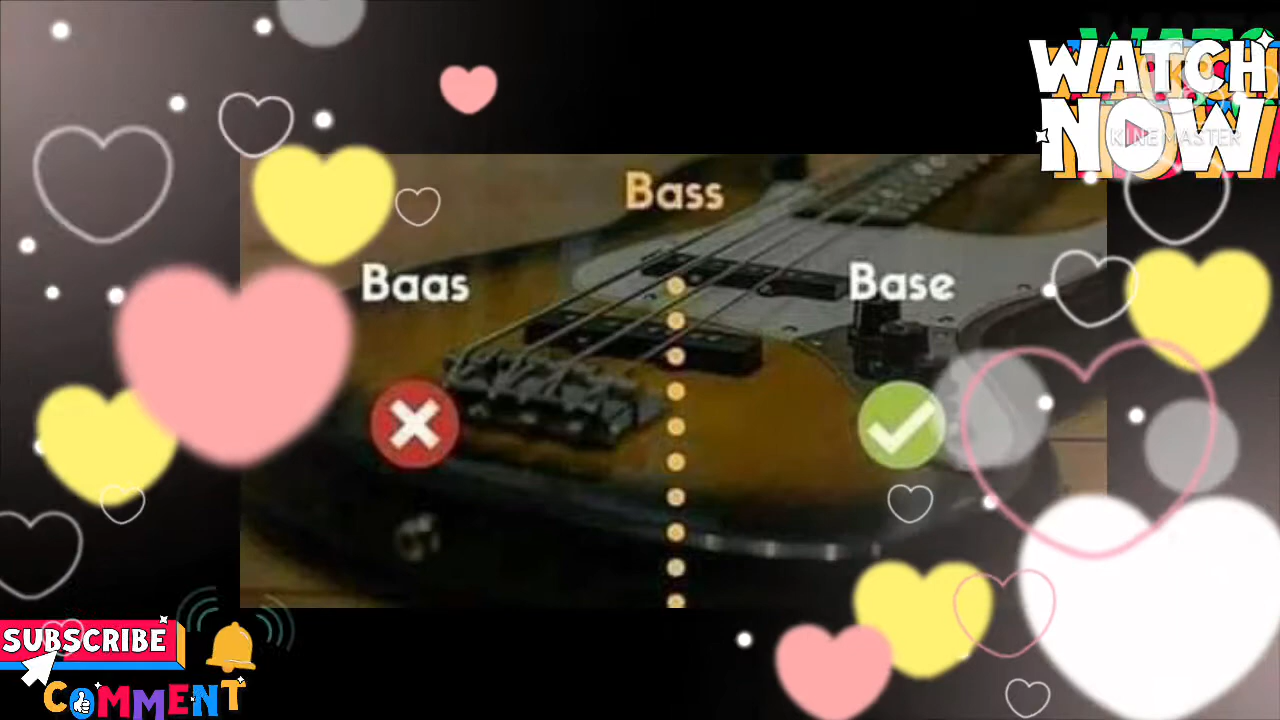 WATCH
NOW
KINEMASTER
Bass
Baas
Base
SUBSCRIBE
COMMENT